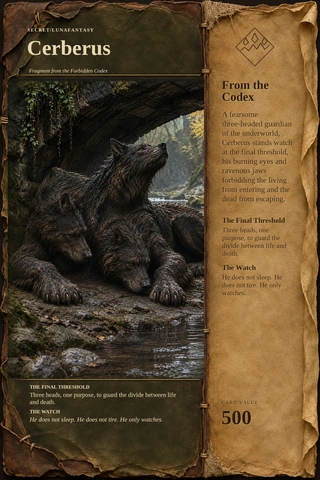 SECRET/LUNAFANTASY
Cerberus
Fragment from the Forbidden Codex
THE FINAL THRESHOLD
Three heads, one purpose, to guard the divide between life
and death.
THE WATCH
He does not sleep. He does not tire. He only watches.
From the
Codex
A fearsome
three-headed guardian
of the underworld,
Cerberus stands watch
at the final threshold,
his burning eyes and
ravenous jaws
forbidding the living
from entering and the
dead from escaping.
The Final Threshold
Three heads, one
purpose, to guard the
divide between life and
death.
The Watch
He does not sleep. He
does not tire. He only
watches.
CARD VALUE
500